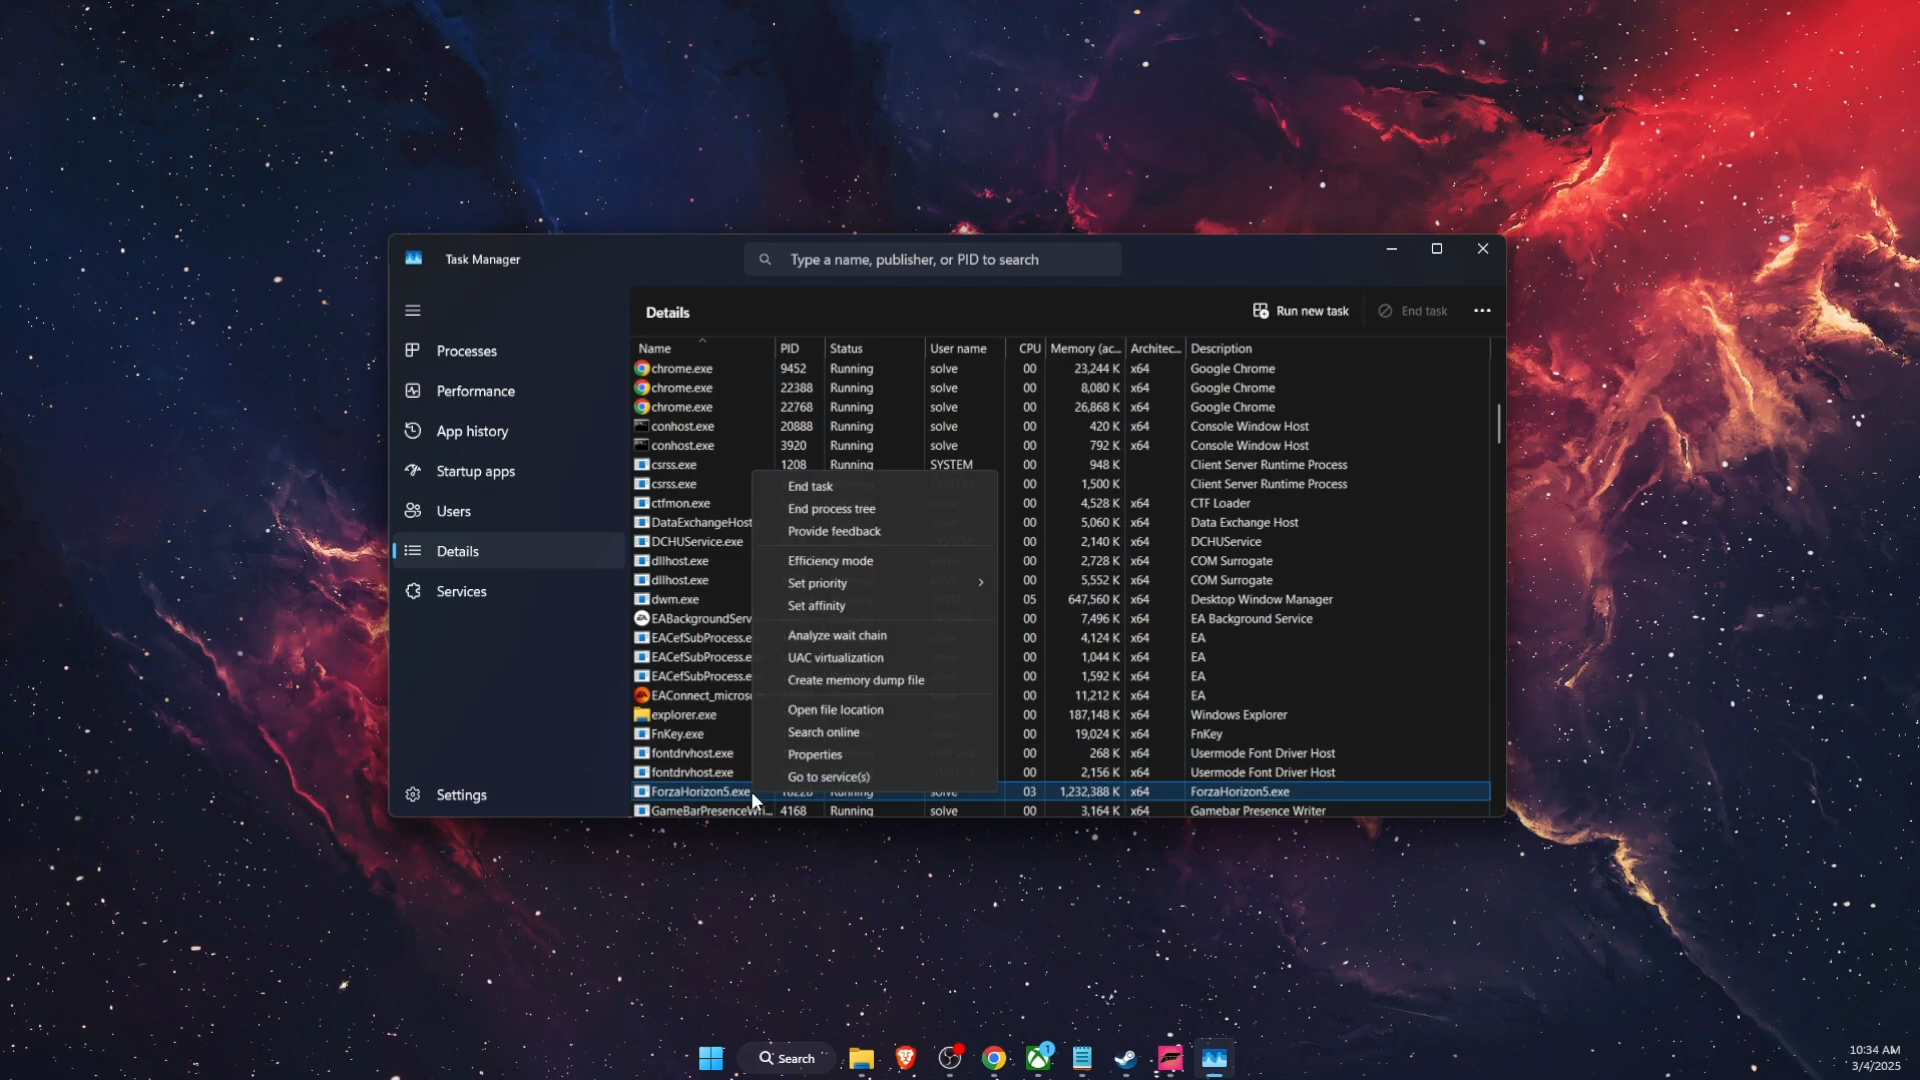 Task Manager
Type a name, publisher, or PID to search
Details
Run new task
End task
Processes
Performance
App history
Startup apps
Users
Details
Services
Settings
Name PID Status User name CPU Memory (ac... Architec... Description
chrome.exe 9452 Running solve 00 23,244 K x64 Google Chrome
chrome.exe 22388 Running solve 00 8,080 K x64 Google Chrome
chrome.exe 22768 Running solve 00 26,868 K x64 Google Chrome
conhost.exe 20888 Running solve 00 420 K x64 Console Window Host
conhost.exe 3920 Running solve 00 792 K x64 Console Window Host
csrss.exe 1208 Running SYSTEM 00 948 K Client Server Runtime Process
csrss.exe 00 1,500 K Client Server Runtime Process
ctfmon.exe 00 4,528 K x64 CTF Loader
DataExchangeHost 00 5,060 K x64 Data Exchange Host
DCHUService.exe 00 2,140 K x64 DCHUService
dllhost.exe 00 2,728 K x64 COM Surrogate
dllhost.exe 00 5,552 K x64 COM Surrogate
dwm.exe 05 647,560 K x64 Desktop Window Manager
EABackgroundServ 00 7,496 K x64 EA Background Service
EACefSubProcess.e 00 4,124 K x64 EA
EACefSubProcess.e 00 1,044 K x64 EA
EACefSubProcess.e 00 1,592 K x64 EA
EAConnect_microso 00 11,212 K x64 EA
explorer.exe 00 187,148 K x64 Windows Explorer
FnKey.exe 00 19,024 K x64 FnKey
fontdrvhost.exe 00 268 K x64 Usermode Font Driver Host
fontdrvhost.exe 00 2,156 K x64 Usermode Font Driver Host
ForzaHorizon5.exe Running solve 03 1,232,388 K x64 ForzaHorizon5.exe
GameBarPresenceWri... 4168 Running solve 00 3,164 K x64 Gamebar Presence Writer
End task
End process tree
Provide feedback
Efficiency mode
Set priority
Set affinity
Analyze wait chain
UAC virtualization
Create memory dump file
Open file location
Search online
Properties
Go to service(s)
Search
1
10:34 AM
3/4/2025